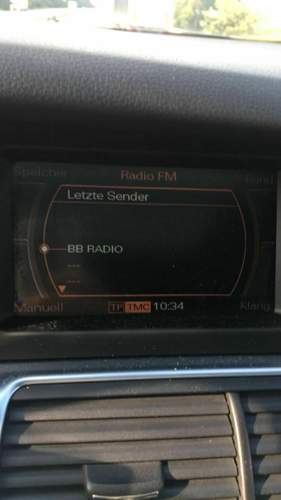 Speicher Radio FM Band
Letzte Sender
BB RADIO
---
---
Manuell TP TMC 10:34 Klang